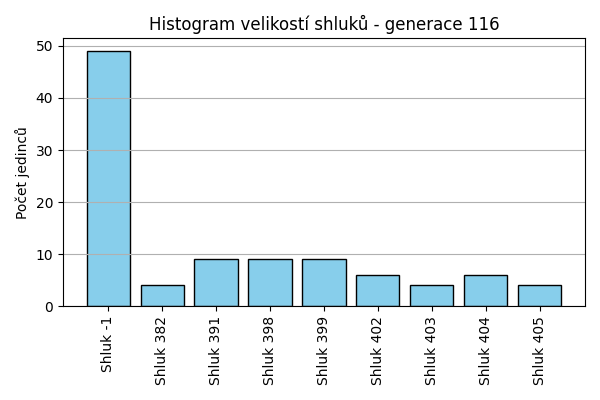 Histogram velikostí shluků - generace 116
Počet jedinců
50
40
30
20
10
0
Shluk -1
Shluk 382
Shluk 391
Shluk 398
Shluk 399
Shluk 402
Shluk 403
Shluk 404
Shluk 405